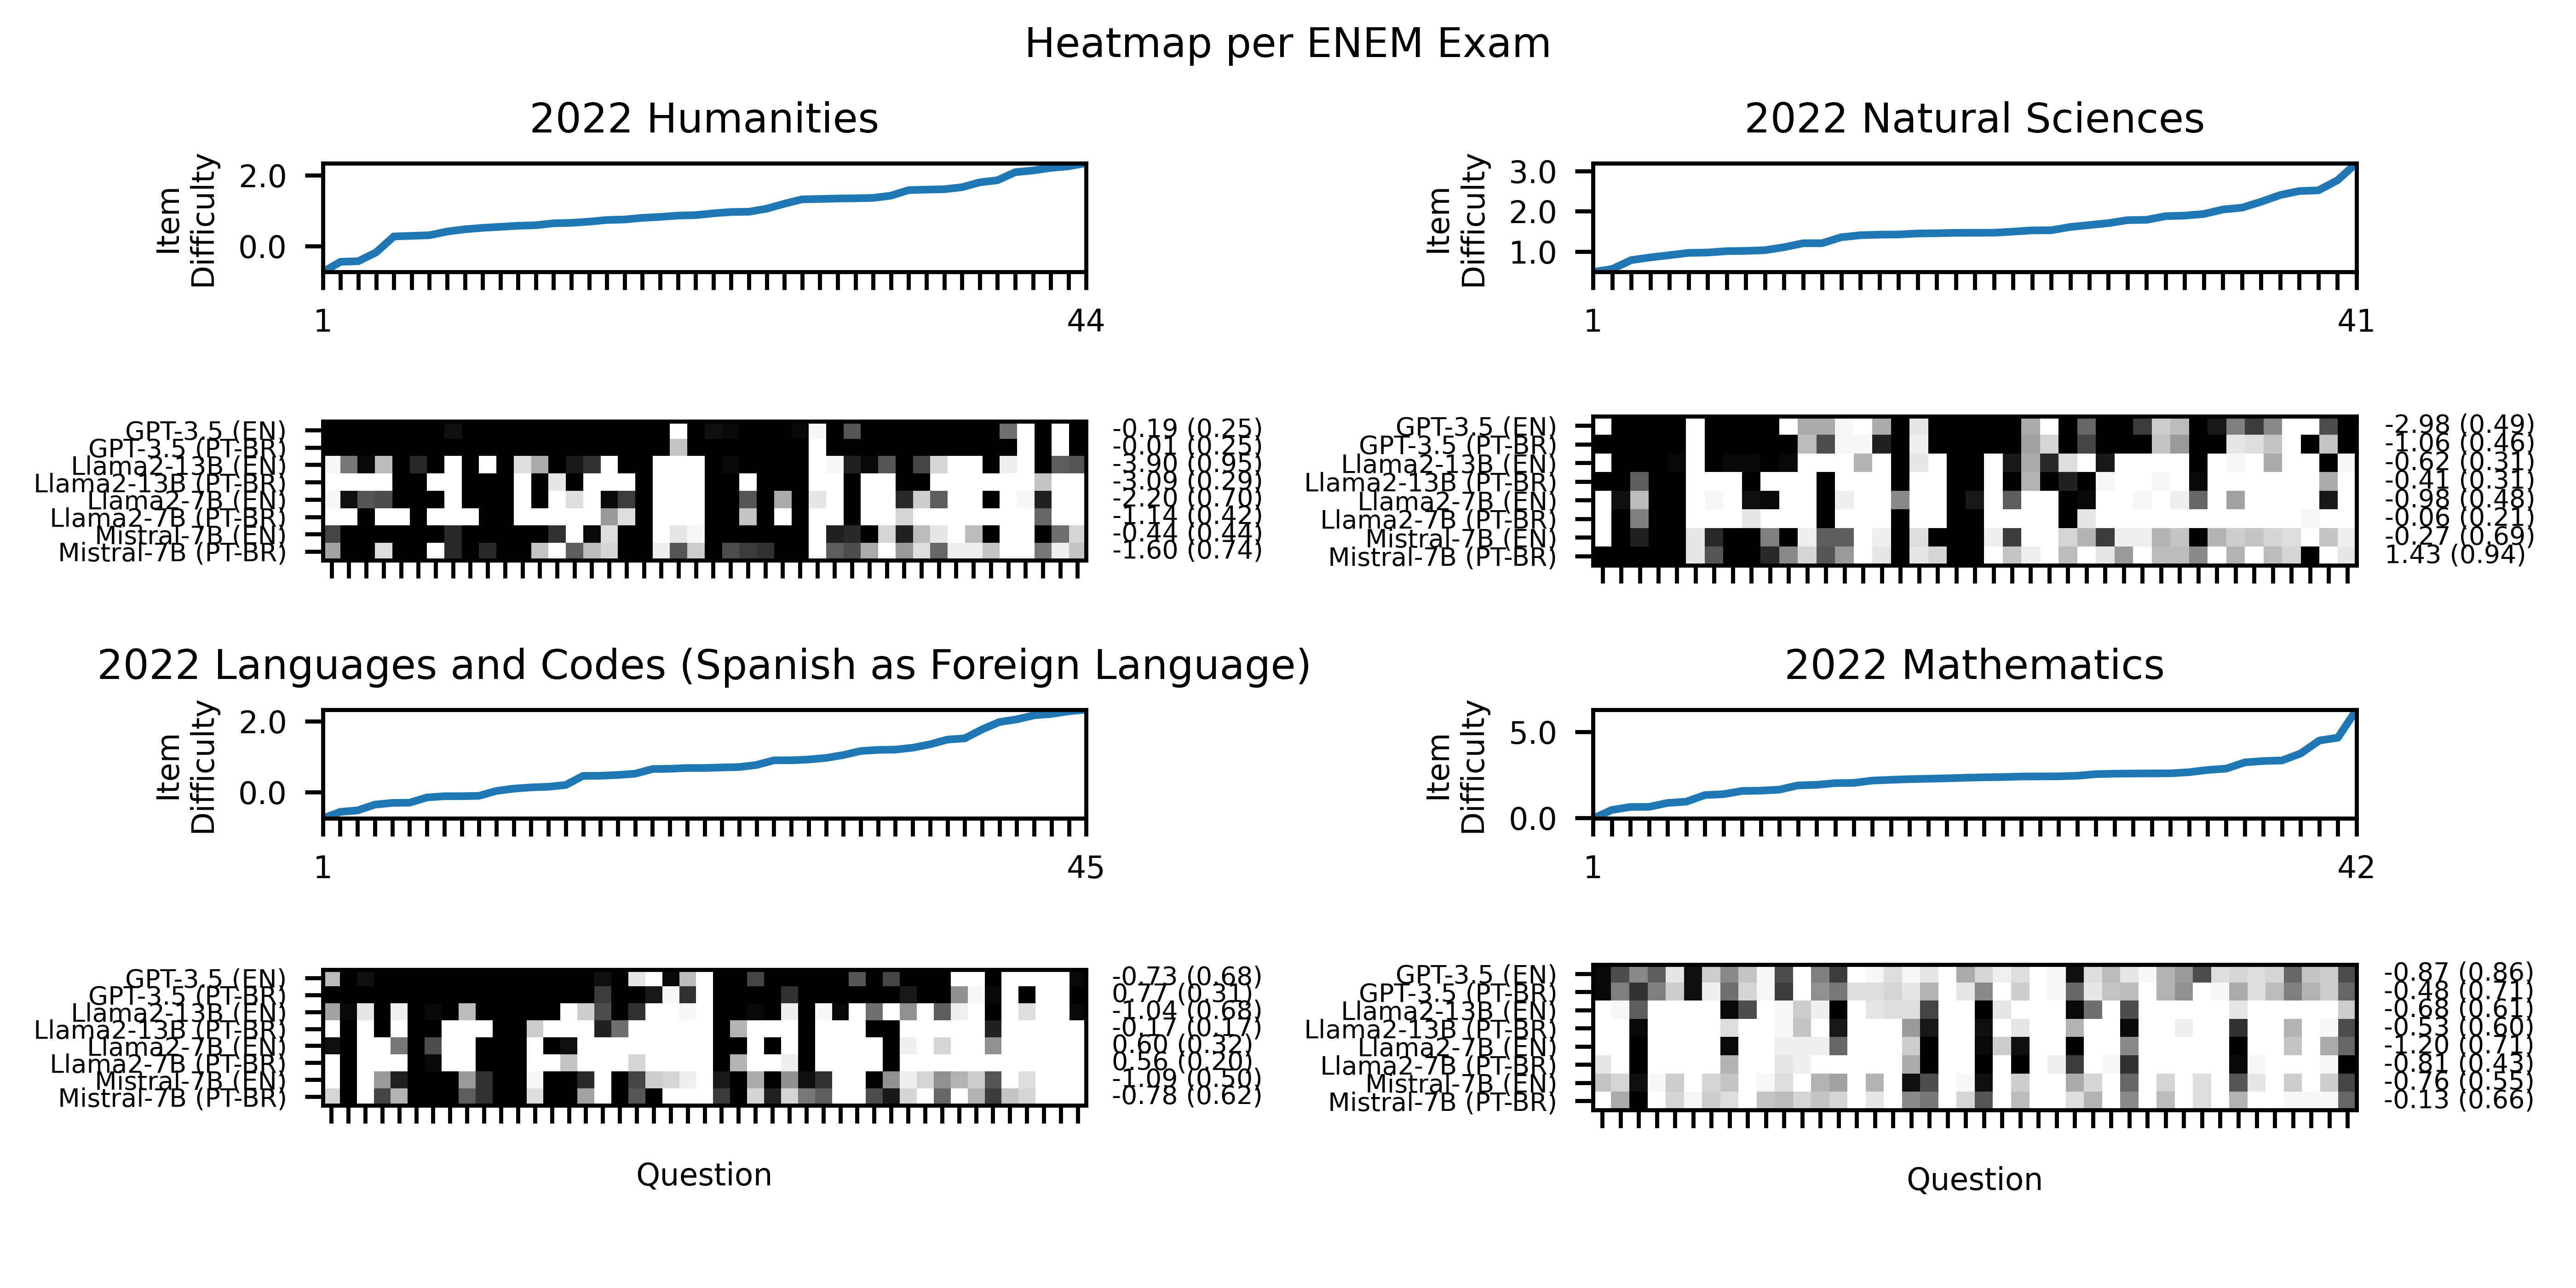 Heatmap per ENEM Exam
2022 Humanities
Item
Difficulty
2.0
0.0
1
44
GPT-3.5 (EN)
GPT-3.5 (PT-BR)
Llama2-13B (EN)
Llama2-13B (PT-BR)
Llama2-7B (EN)
Llama2-7B (PT-BR)
Mistral-7B (EN)
Mistral-7B (PT-BR)
-0.19 (0.25)
-0.01 (0.25)
-3.90 (0.95)
-3.09 (0.29)
-2.20 (0.70)
-1.14 (0.42)
-0.44 (0.44)
-1.60 (0.74)
2022 Natural Sciences
Item
Difficulty
3.0
2.0
1.0
1
41
GPT-3.5 (EN)
GPT-3.5 (PT-BR)
Llama2-13B (EN)
Llama2-13B (PT-BR)
Llama2-7B (EN)
Llama2-7B (PT-BR)
Mistral-7B (EN)
Mistral-7B (PT-BR)
-2.98 (0.49)
-1.06 (0.46)
-0.62 (0.31)
-0.41 (0.31)
-0.98 (0.48)
-0.06 (0.21)
-0.27 (0.69)
1.43 (0.94)
2022 Languages and Codes (Spanish as Foreign Language)
Item
Difficulty
2.0
0.0
1
45
GPT-3.5 (EN)
GPT-3.5 (PT-BR)
Llama2-13B (EN)
Llama2-13B (PT-BR)
Llama2-7B (EN)
Llama2-7B (PT-BR)
Mistral-7B (EN)
Mistral-7B (PT-BR)
-0.73 (0.68)
0.77 (0.31)
-1.04 (0.68)
-0.17 (0.17)
0.60 (0.32)
0.56 (0.20)
-1.09 (0.50)
-0.78 (0.62)
Question
2022 Mathematics
Item
Difficulty
5.0
0.0
1
42
GPT-3.5 (EN)
GPT-3.5 (PT-BR)
Llama2-13B (EN)
Llama2-13B (PT-BR)
Llama2-7B (EN)
Llama2-7B (PT-BR)
Mistral-7B (EN)
Mistral-7B (PT-BR)
-0.87 (0.86)
-0.48 (0.71)
-0.68 (0.61)
-0.53 (0.60)
-1.20 (0.71)
-0.81 (0.43)
-0.76 (0.55)
-0.13 (0.66)
Question